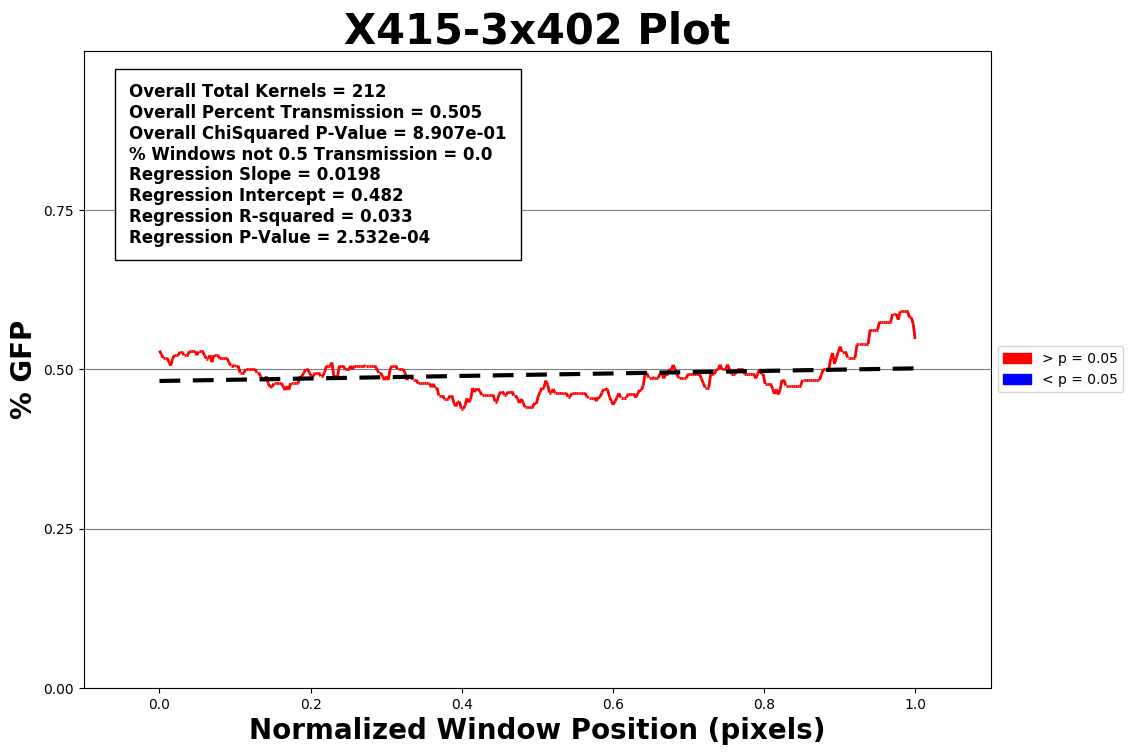 X415-3x402 Plot
Overall Total Kernels = 212
Overall Percent Transmission = 0.505
Overall ChiSquared P-Value = 8.907e-01
% Windows not 0.5 Transmission = 0.0
Regression Slope = 0.0198
Regression Intercept = 0.482
Regression R-squared = 0.033
Regression P-Value = 2.532e-04
% GFP
0.75
0.50
0.25
0.00
> p = 0.05
< p = 0.05
0.0 0.2 0.4 0.6 0.8 1.0
Normalized Window Position (pixels)